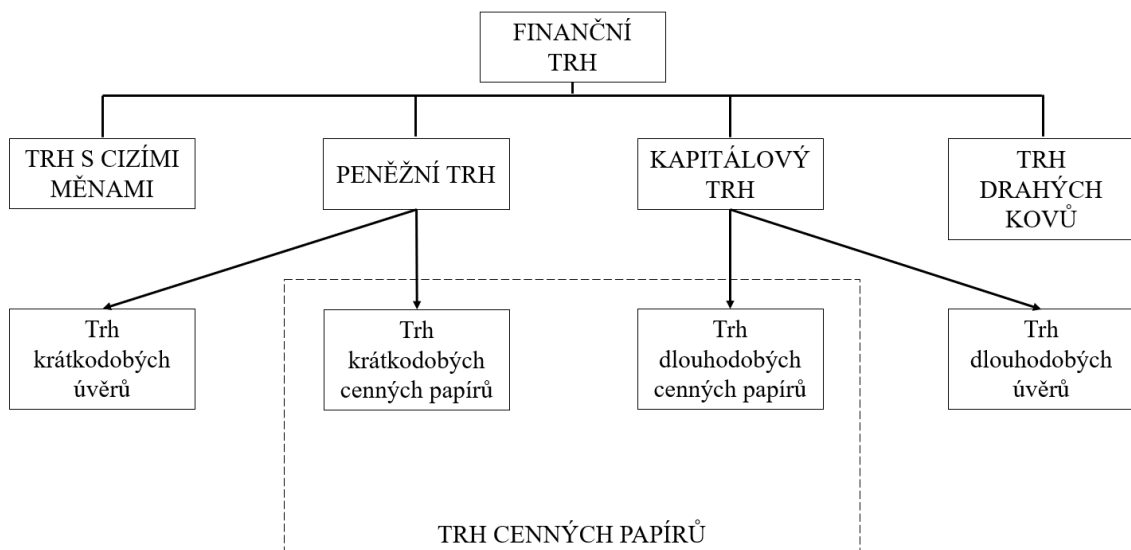 FINANČNÍ
TRH
TRH S CIZÍMI
MĚNAMI
PENĚŽNÍ TRH
KAPITÁLOVÝ
TRH
TRH
DRAHÝCH
KOVŮ
Trh
krátkodobých
úvěrů
Trh
krátkodobých
cenných papírů
Trh
dlouhodobých
cenných papírů
Trh
dlouhodobých
úvěrů
TRH CENNÝCH PAPÍRŮ